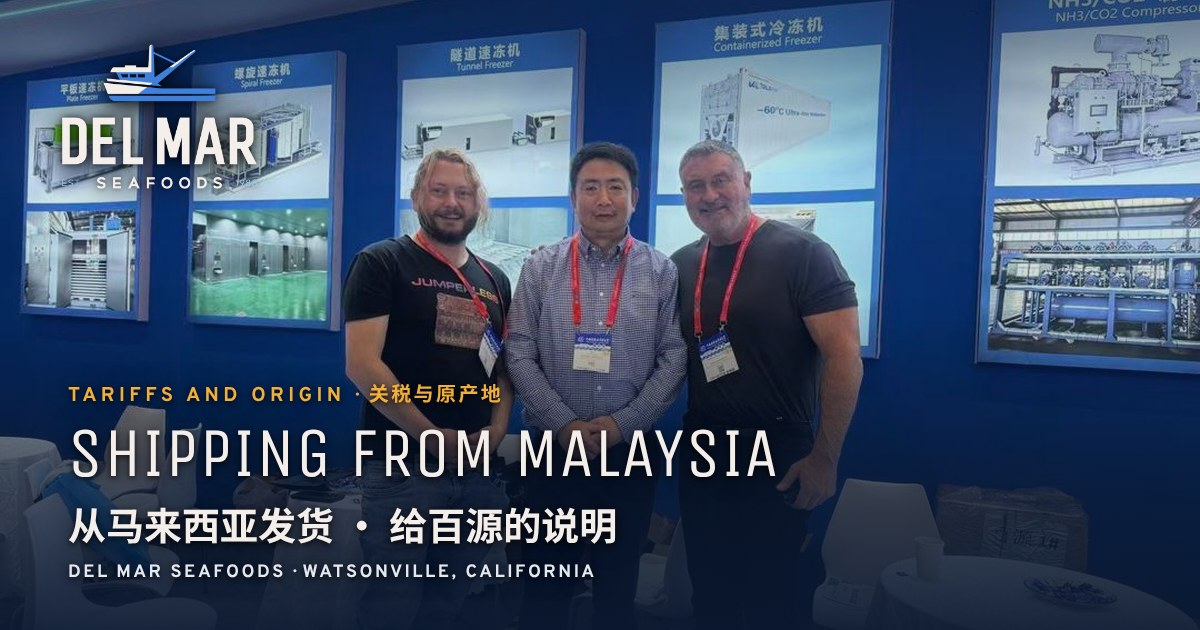 平板速冻机
Plate Freezer
螺旋速冻机
Spiral Freezer
隧道速冻机
Tunnel Freezer
集装式冷冻机
Containerized Freezer
-60°C
NH3/CO2
NH3/CO2 Compressor
DEL MAR
SEAFOODS
TARIFFS AND ORIGIN · 关税与原产地
SHIPPING FROM MALAYSIA
从马来西亚发货 · 给百源的说明
DEL MAR SEAFOODS · WATSONVILLE, CALIFORNIA